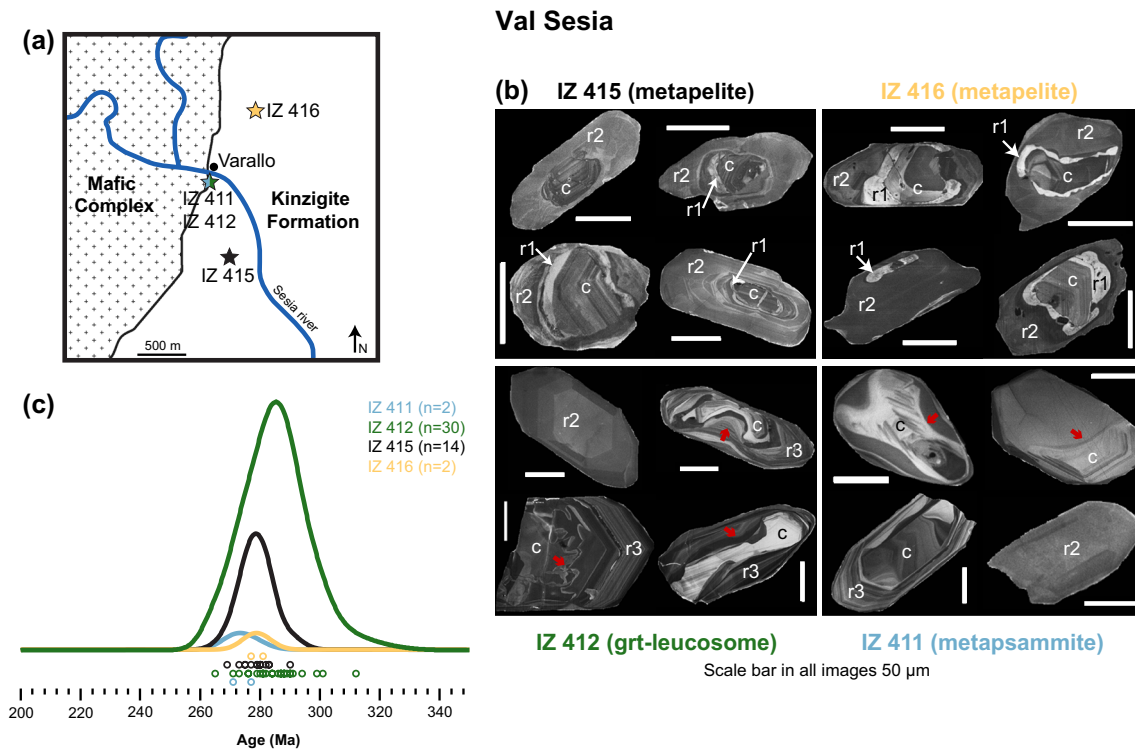 Val Sesia
(a)
IZ 416
Varallo
Mafic
Complex
IZ 411
IZ 412
Kinzigite
Formation
IZ 415
Sesia river
500 m
N
(b)
IZ 415 (metapelite)
IZ 416 (metapelite)
r2
c
r2
c
r1
r2
r1
c
r1
r2
c
r1
r2
c
r2
r1
c
r1
r2
c
r1
r2
r2
c
r3
c
r3
c
r3
c
c
c
r3
r2
IZ 412 (grt-leucosome)
IZ 411 (metapsammite)
Scale bar in all images 50 µm
(c)
IZ 411 (n=2)
IZ 412 (n=30)
IZ 415 (n=14)
IZ 416 (n=2)
200 220 240 260 280 300 320 340
Age (Ma)